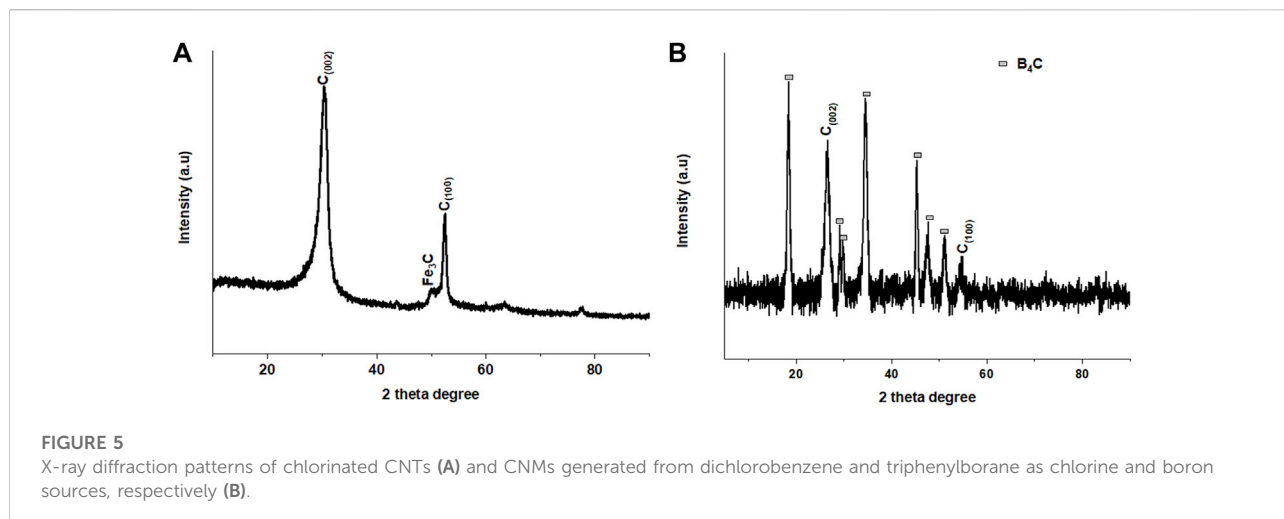 A
C(002)
Fe3C
C(100)
Intensity (a.u)
20
40
60
80
2 theta degree
B
B4C
C(002)
C(100)
Intensity (a.u)
20
40
60
80
2 theta degree
FIGURE 5
X-ray diffraction patterns of chlorinated CNTs (A) and CNMs generated from dichlorobenzene and triphenylborane as chlorine and boron
sources, respectively (B).